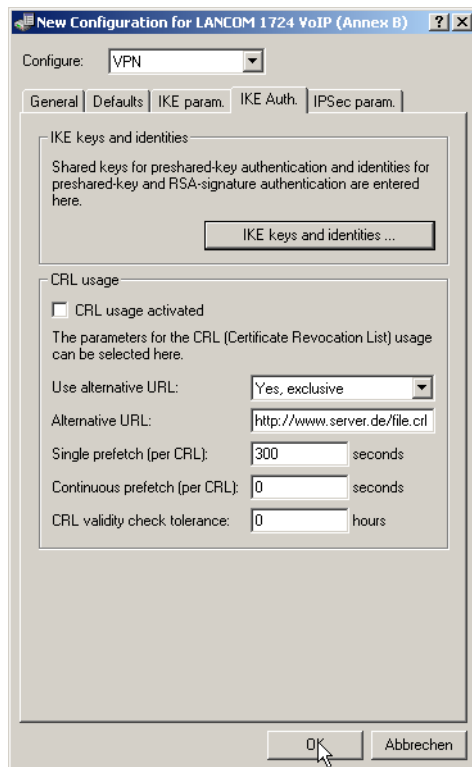 New Configuration for LANCOM 1724 VoIP (Annex B)
Configure: VPN
General Defaults IKE param. IKE Auth. IPSec param.
IKE keys and identities
Shared keys for preshared-key authentication and identities for
preshared-key and RSA-signature authentication are entered
here.
IKE keys and identities ...
CRL usage
CRL usage activated
The parameters for the CRL (Certificate Revocation List) usage
can be selected here.
Use alternative URL: Yes, exclusive
Alternative URL: http://www.server.de/file.crl
Single prefetch (per CRL): 300 seconds
Continuous prefetch (per CRL): 0 seconds
CRL validity check tolerance: 0 hours
OK Abbrechen